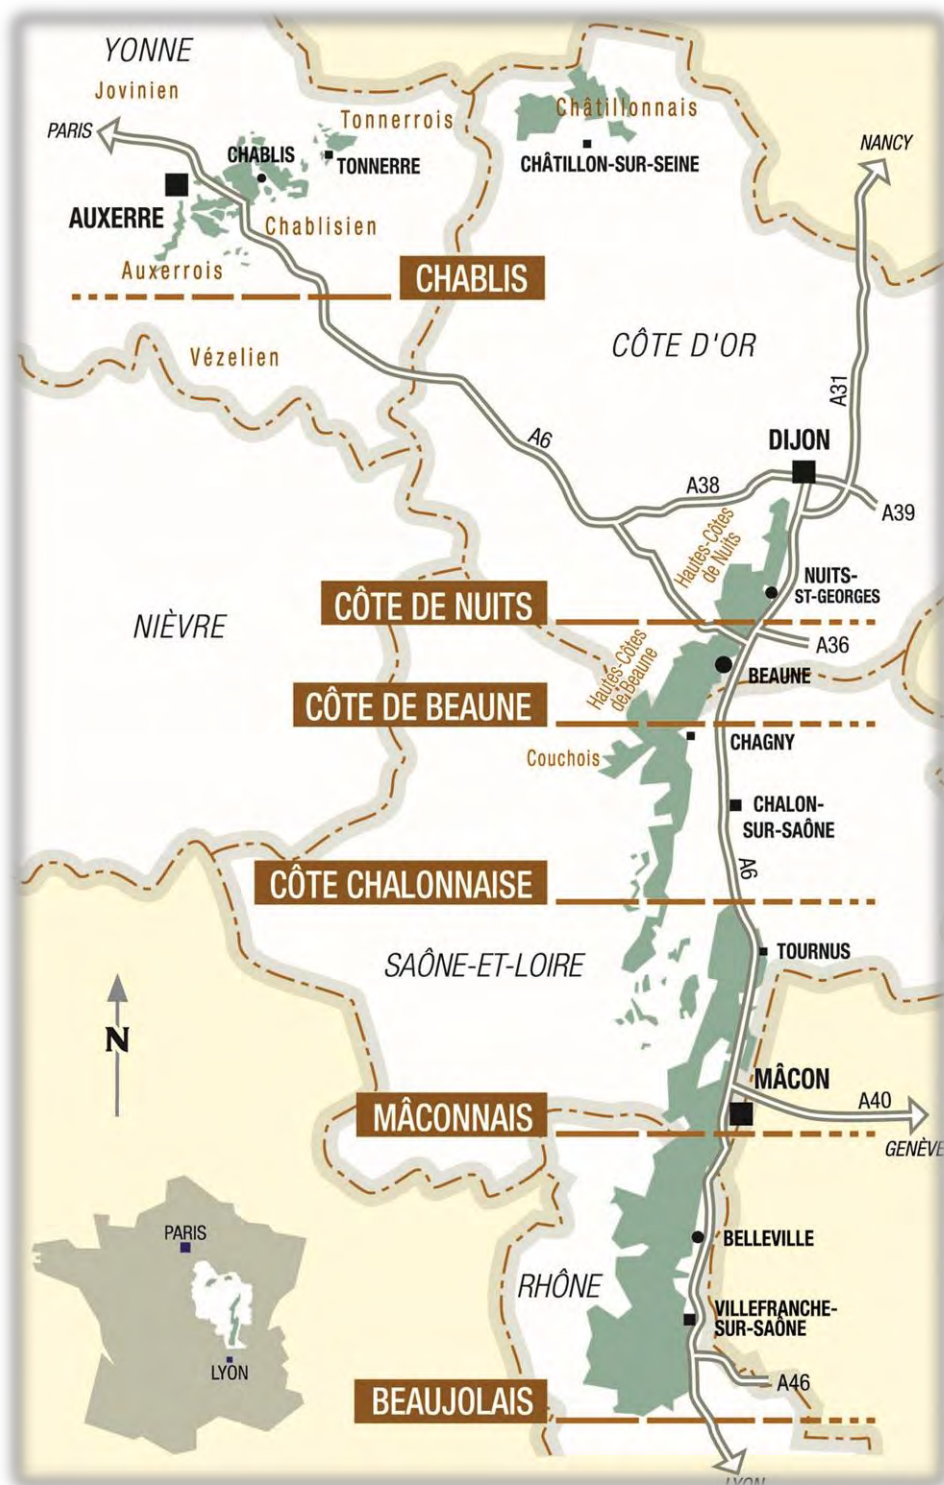 YONNE
Jovinien
PARIS
Tonnerrois
Châtillonnais
NANCY
CHABLIS
TONNERRE
CHÂTILLON-SUR-SEINE
AUXERRE
Chablisien
Auxerrois
CHABLIS
Vézelien
CÔTE D'OR
A31
A6
DIJON
A38
A39
Hautes-Côtes
de Nuits
NUITS-
ST-GEORGES
CÔTE DE NUITS
NIÈVRE
A36
Hautes-Côtes
de Beaune
BEAUNE
CÔTE DE BEAUNE
CHAGNY
Couchois
CHALON-
SUR-SAÔNE
A6
CÔTE CHALONNAISE
TOURNUS
SAÔNE-ET-LOIRE
N
MÂCON
A40
MÂCONNAIS
GENÈVE
PARIS
BELLEVILLE
RHÔNE
VILLEFRANCHE-
SUR-SAÔNE
LYON
A46
BEAUJOLAIS
LYON